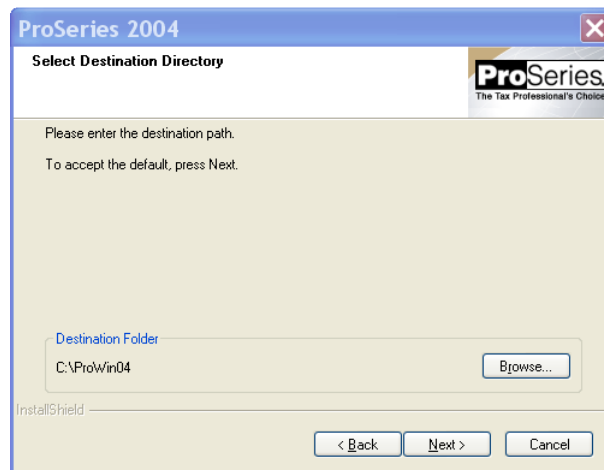 ProSeries 2004
Select Destination Directory
ProSeries
The Tax Professional's Choice
Please enter the destination path.
To accept the default, press Next.
Destination Folder
C:\ProWin04
Browse...
InstallShield
< Back
Next >
Cancel